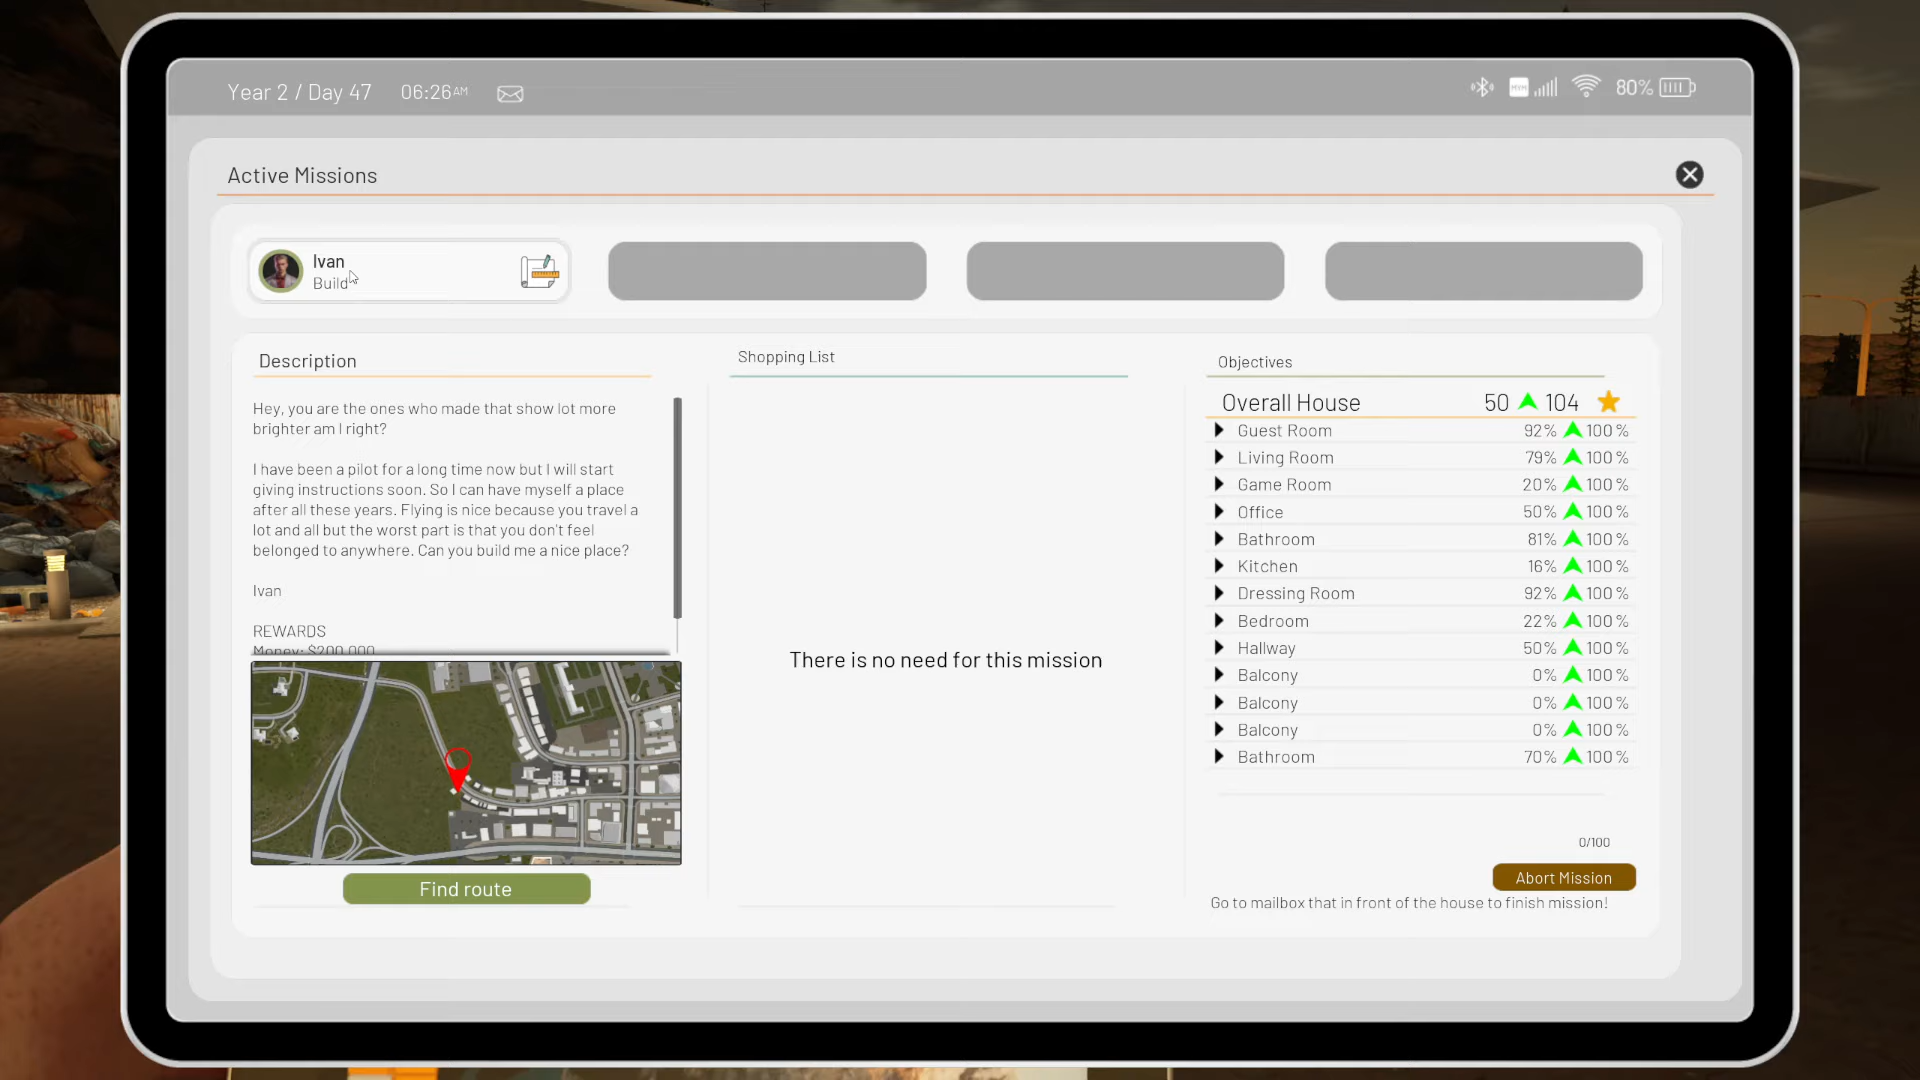 Year 2 / Day 47 06:26AM 80%
Active Missions
Ivan
Build
Description
Hey, you are the ones who made that show lot more
brighter am I right?
I have been a pilot for a long time now but I will start
giving instructions soon. So I can have myself a place
after all these years. Flying is nice because you travel a
lot and all but the worst part is that you don't feel
belonged to anywhere. Can you build me a nice place?
Ivan
REWARDS
Money: $200.000
Find route
Shopping List
There is no need for this mission
Objectives
Overall House 50 104
Guest Room 92% 100%
Living Room 79% 100%
Game Room 20% 100%
Office 50% 100%
Bathroom 81% 100%
Kitchen 16% 100%
Dressing Room 92% 100%
Bedroom 22% 100%
Hallway 50% 100%
Balcony 0% 100%
Balcony 0% 100%
Balcony 0% 100%
Bathroom 70% 100%
0/100
Abort Mission
Go to mailbox that in front of the house to finish mission!